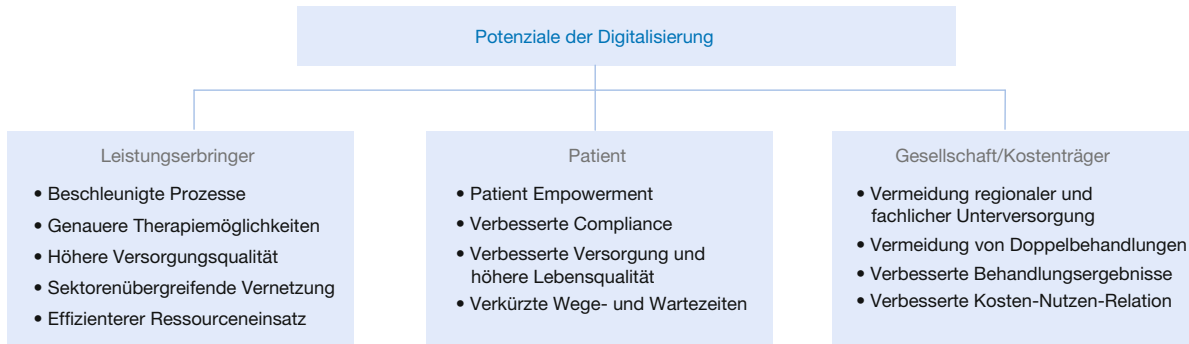 Potenziale der Digitalisierung
Leistungserbringer
• Beschleunigte Prozesse
• Genauere Therapiemöglichkeiten
• Höhere Versorgungsqualität
• Sektorenübergreifende Vernetzung
• Effizienterer Ressourceneinsatz
Patient
• Patient Empowerment
• Verbesserte Compliance
• Verbesserte Versorgung und
höhere Lebensqualität
• Verkürzte Wege- und Wartezeiten
Gesellschaft/Kostenträger
• Vermeidung regionaler und
fachlicher Unterversorgung
• Vermeidung von Doppelbehandlungen
• Verbesserte Behandlungsergebnisse
• Verbesserte Kosten-Nutzen-Relation